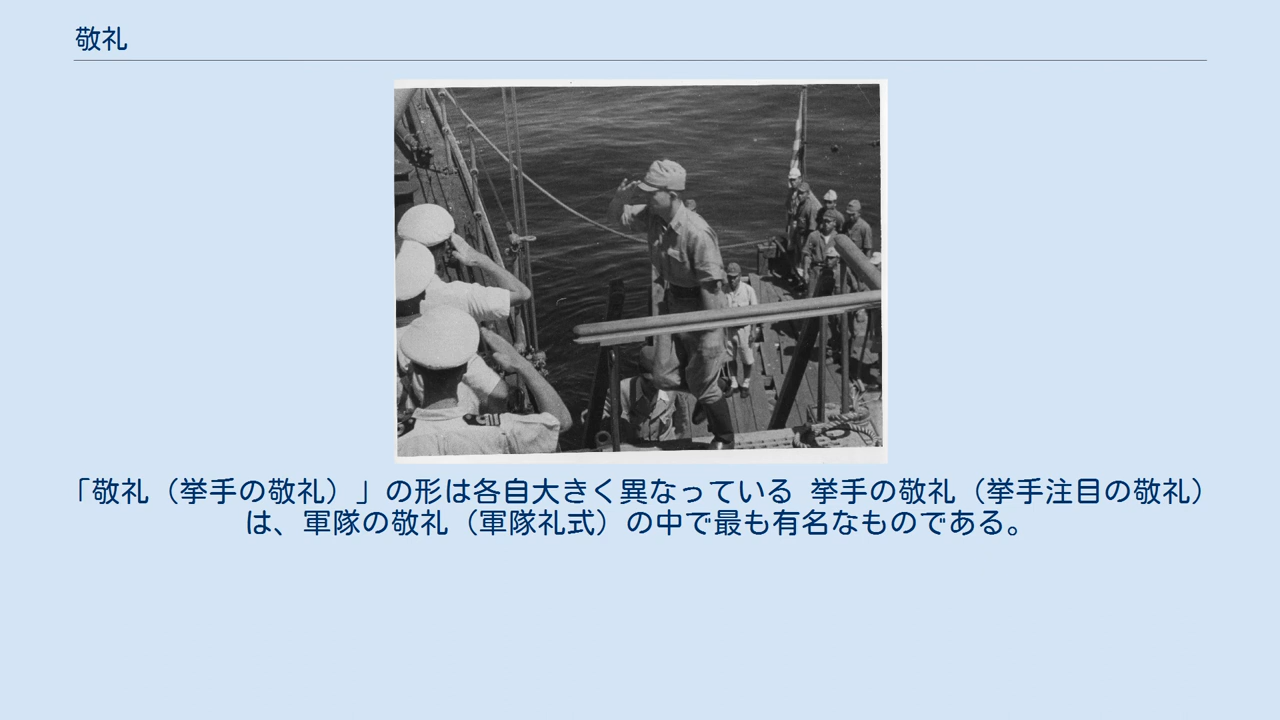 敬礼
「敬礼（挙手の敬礼）」の形は各自大きく異なっている 挙手の敬礼（挙手注目の敬礼）
は、軍隊の敬礼（軍隊礼式）の中で最も有名なものである。